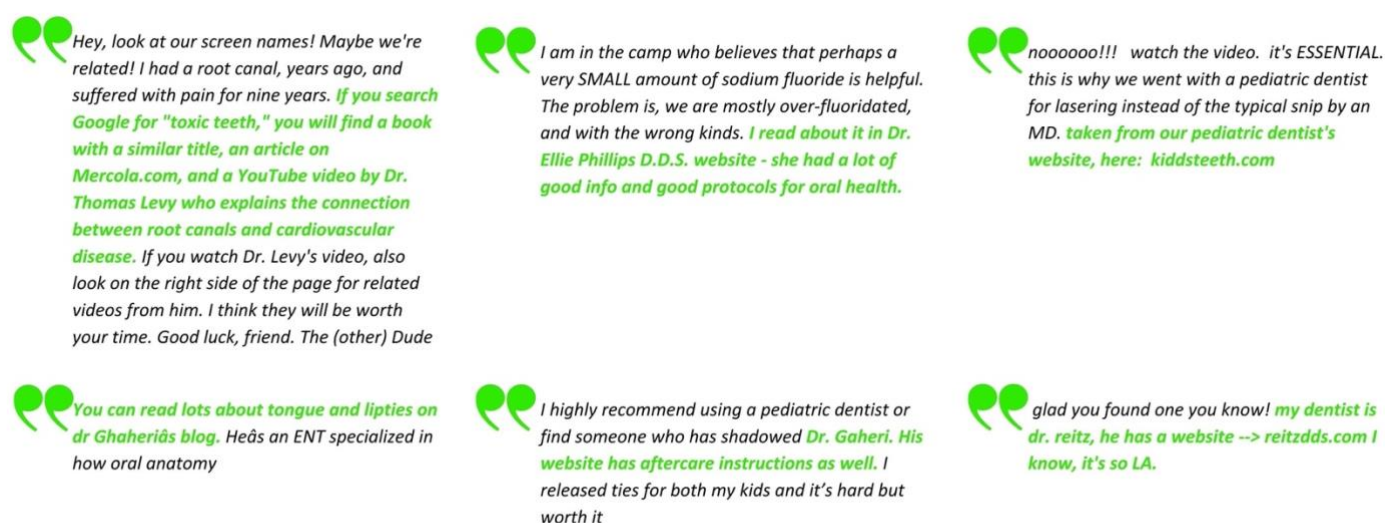 Hey, look at our screen names! Maybe we're
related! I had a root canal, years ago, and
suffered with pain for nine years. If you search
Google for "toxic teeth," you will find a book
with a similar title, an article on
Mercola.com, and a YouTube video by Dr.
Thomas Levy who explains the connection
between root canals and cardiovascular
disease. If you watch Dr. Levy's video, also
look on the right side of the page for related
videos from him. I think they will be worth
your time. Good luck, friend. The (other) Dude
I am in the camp who believes that perhaps a
very SMALL amount of sodium fluoride is helpful.
The problem is, we are mostly over-fluoridated,
and with the wrong kinds. I read about it in Dr.
Ellie Phillips D.D.S. website - she had a lot of
good info and good protocols for oral health.
noooooo!!!   watch the video.  it's ESSENTIAL.
this is why we went with a pediatric dentist
for lasering instead of the typical snip by an
MD. taken from our pediatric dentist's
website, here:  kiddsteeth.com
You can read lots about tongue and lipties on
dr Ghaheriâs blog. Heâs an ENT specialized in
how oral anatomy
I highly recommend using a pediatric dentist or
find someone who has shadowed Dr. Gaheri. His
website has aftercare instructions as well. I
released ties for both my kids and it’s hard but
worth it
glad you found one you know! my dentist is
dr. reitz, he has a website --> reitzdds.com I
know, it's so LA.